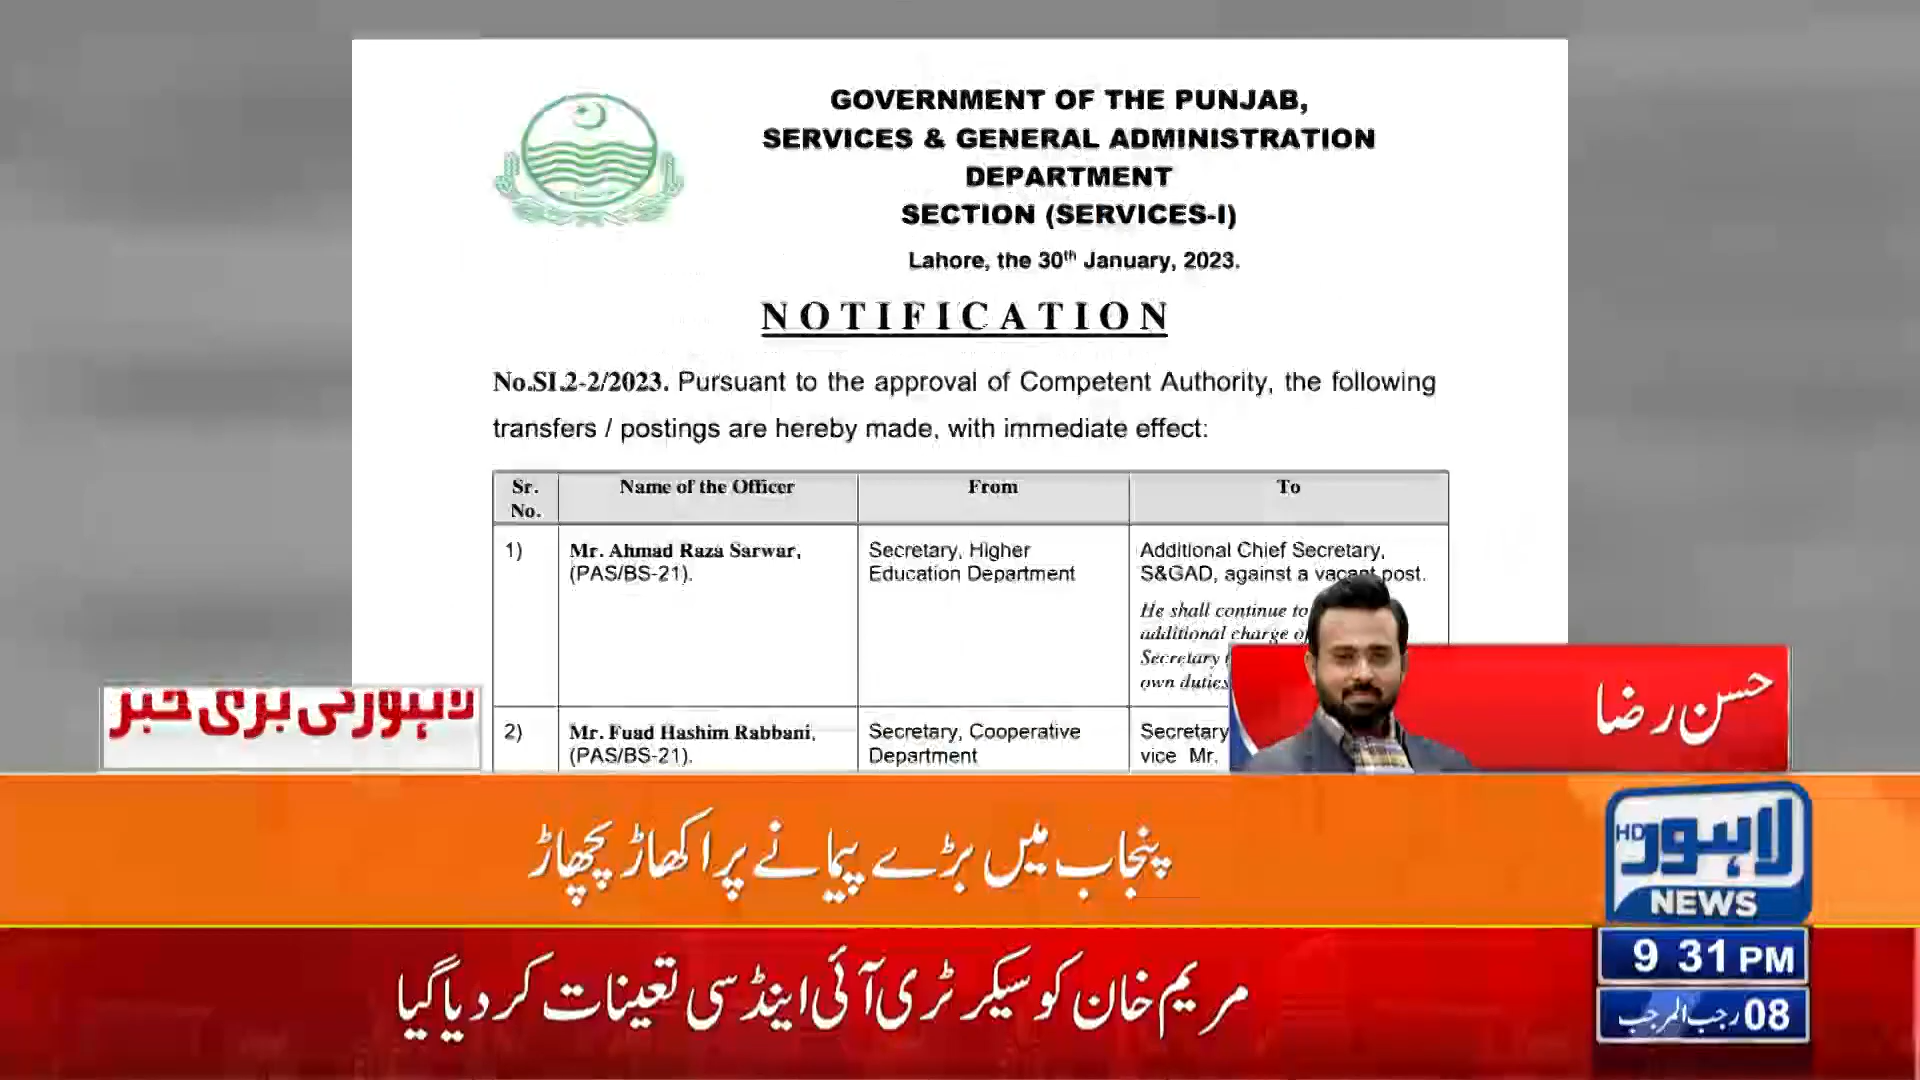 GOVERNMENT OF THE PUNJAB,
SERVICES & GENERAL ADMINISTRATION
DEPARTMENT
SECTION (SERVICES-I)
Lahore, the 30th January, 2023.
NOTIFICATION
No.SI.2-2/2023. Pursuant to the approval of Competent Authority, the following
transfers / postings are hereby made, with immediate effect:
Sr. No. Name of the Officer From To
1) Mr. Ahmad Raza Sarwar, Secretary, Higher Additional Chief Secretary,
(PAS/BS-21). Education Department S&GAD, against a vacant post.
He shall continue to
additional charge
Secretary
own duties
2) Mr. Fuad Hashim Rabbani, Secretary, Cooperative Secretary
(PAS/BS-21). Department vice Mr.
حسن رضا
لاہور کی بڑی خبر
پنجاب میں بڑے پیمانے پر اکھاڑ پچھاڑ
HD لاہور
NEWS
9 31 PM
08 رجب المرجب
مریم خان کو سیکرٹری آئی اینڈ سی تعینات کر دیا گیا